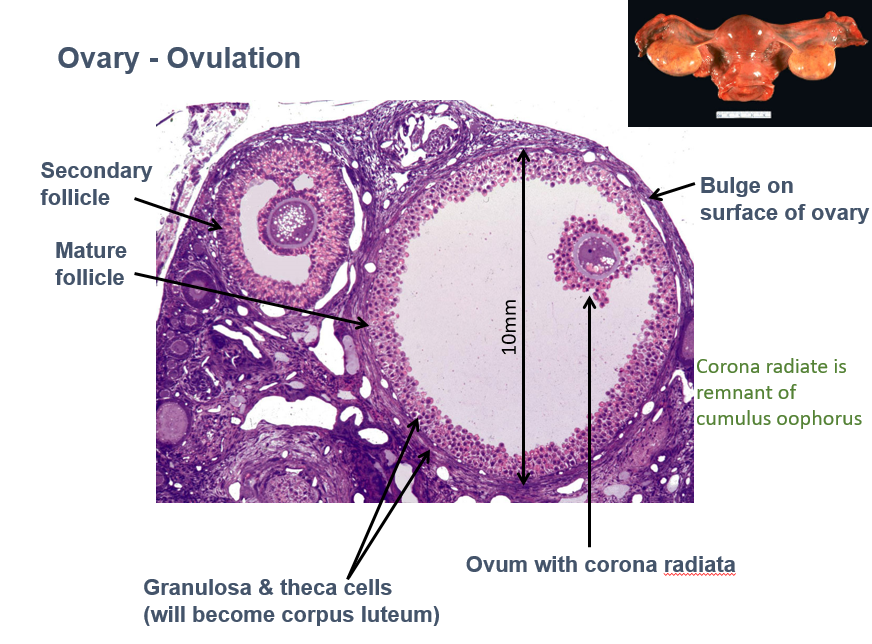 Ovary - Ovulation
Secondary
follicle
Mature
follicle
Bulge on
surface of ovary
10mm
Corona radiate is
remnant of
cumulus oophorus
Ovum with corona radiata
Granulosa & theca cells
(will become corpus luteum)